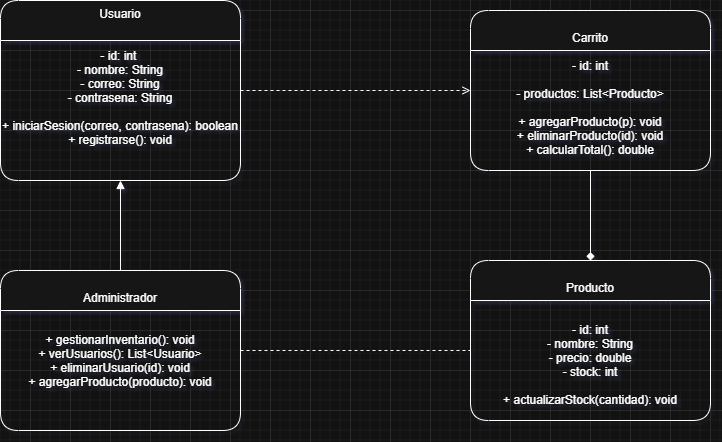 Usuario
- id: int
- nombre: String
- correo: String
- contrasena: String
+ iniciarSesion(correo, contrasena): boolean
+ registrarse(): void
Carrito
- id: int
- productos: List<Producto>
+ agregarProducto(p): void
+ eliminarProducto(id): void
+ calcularTotal(): double
Administrador
+ gestionarInventario(): void
+ verUsuarios(): List<Usuario>
+ eliminarUsuario(id): void
+ agregarProducto(producto): void
Producto
- id: int
- nombre: String
- precio: double
- stock: int
+ actualizarStock(cantidad): void